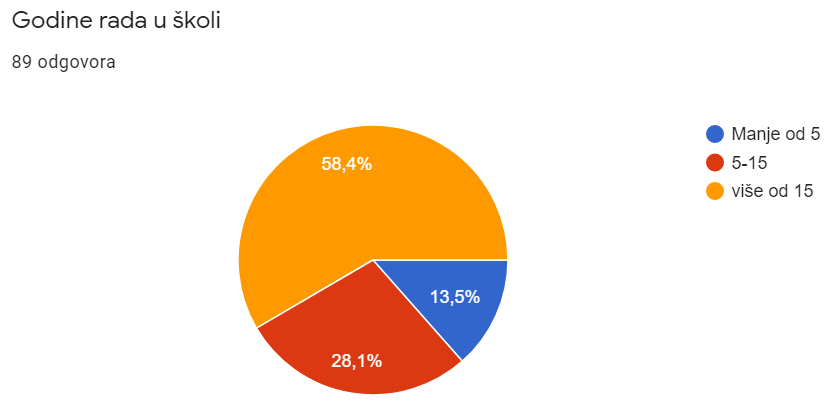 Godine rada u školi
89 odgovora
58,4%
13,5%
28,1%
Manje od 5
5-15
više od 15